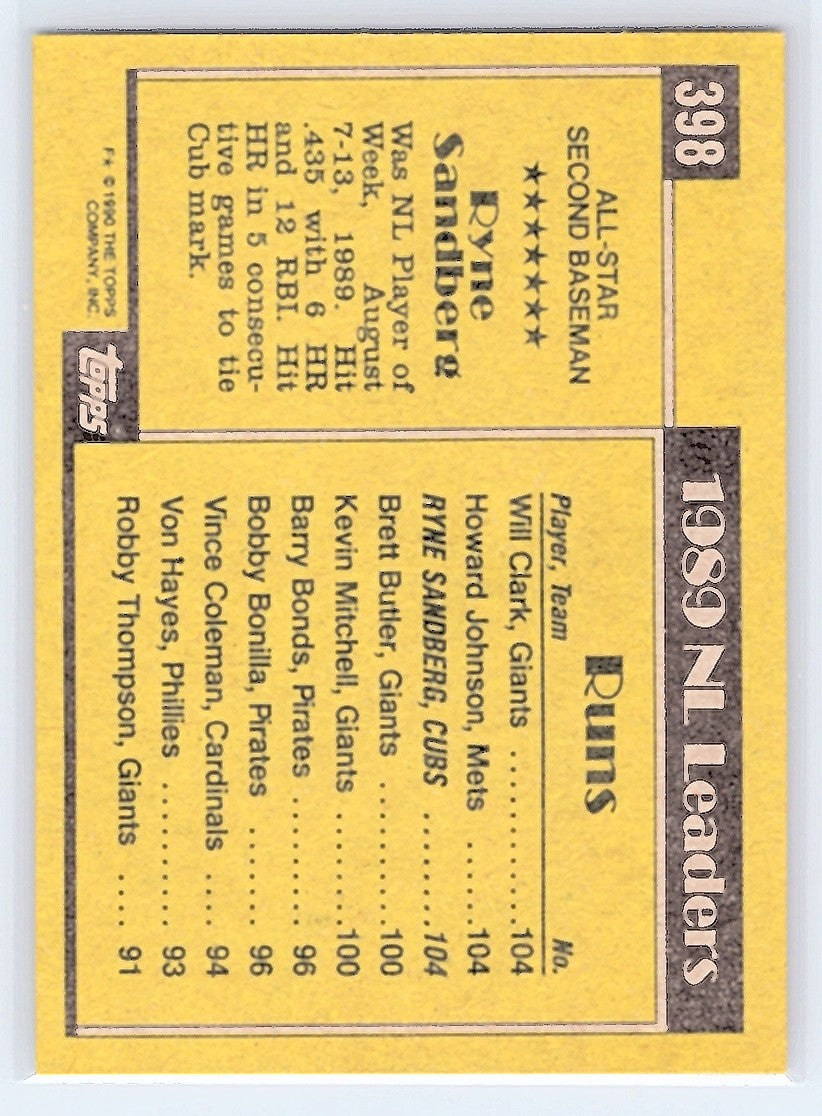 398
ALL-STAR
SECOND BASEMAN
★★★★★★★
Ryne
Sandberg
Was NL Player of
Week, August
7-13, 1989. Hit
.435 with 6 HR
and 12 RBI. Hit
HR in 5 consecu-
tive games to tie
Cub mark.
F* © 1990 THE TOPPS
COMPANY, INC.
topps
1989 NL Leaders
Runs
Player, Team No.
Will Clark, Giants ............104
Howard Johnson, Mets ......104
RYNE SANDBERG, CUBS ........104
Brett Butler, Giants ..........100
Kevin Mitchell, Giants ........100
Barry Bonds, Pirates ......... 96
Bobby Bonilla, Pirates ....... 96
Vince Coleman, Cardinals ..... 94
Von Hayes, Phillies .......... 93
Robby Thompson, Giants .... 91